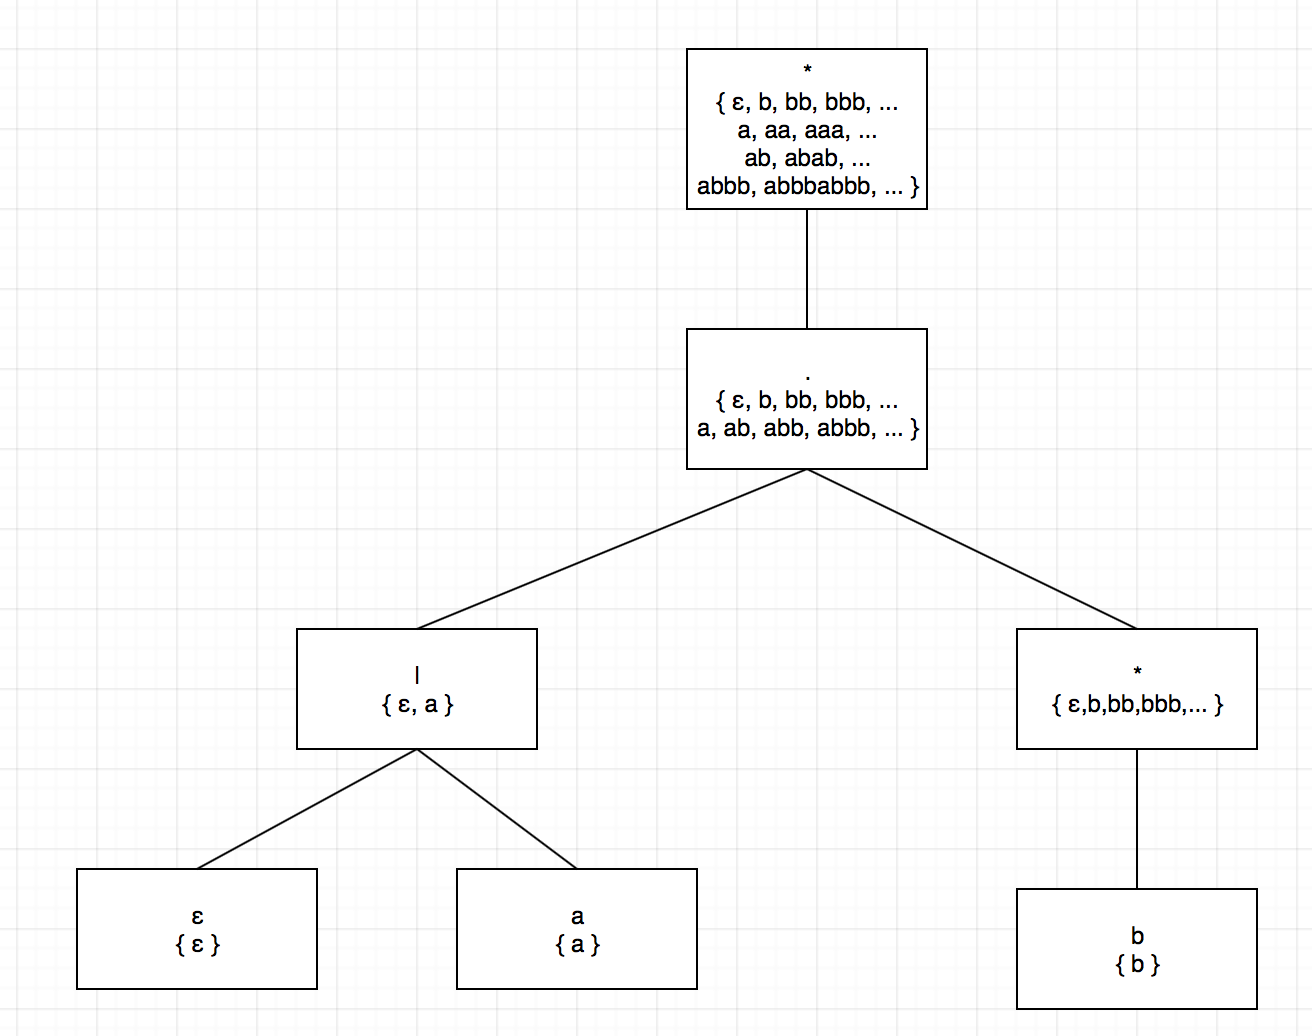 *
{ ε, b, bb, bbb, ...
a, aa, aaa, ...
ab, abab, ...
abbb, abbbabbb, ... }
.
{ ε, b, bb, bbb, ...
a, ab, abb, abbb, ... }
|
{ ε, a }
*
{ ε,b,bb,bbb,... }
ε
{ ε }
a
{ a }
b
{ b }